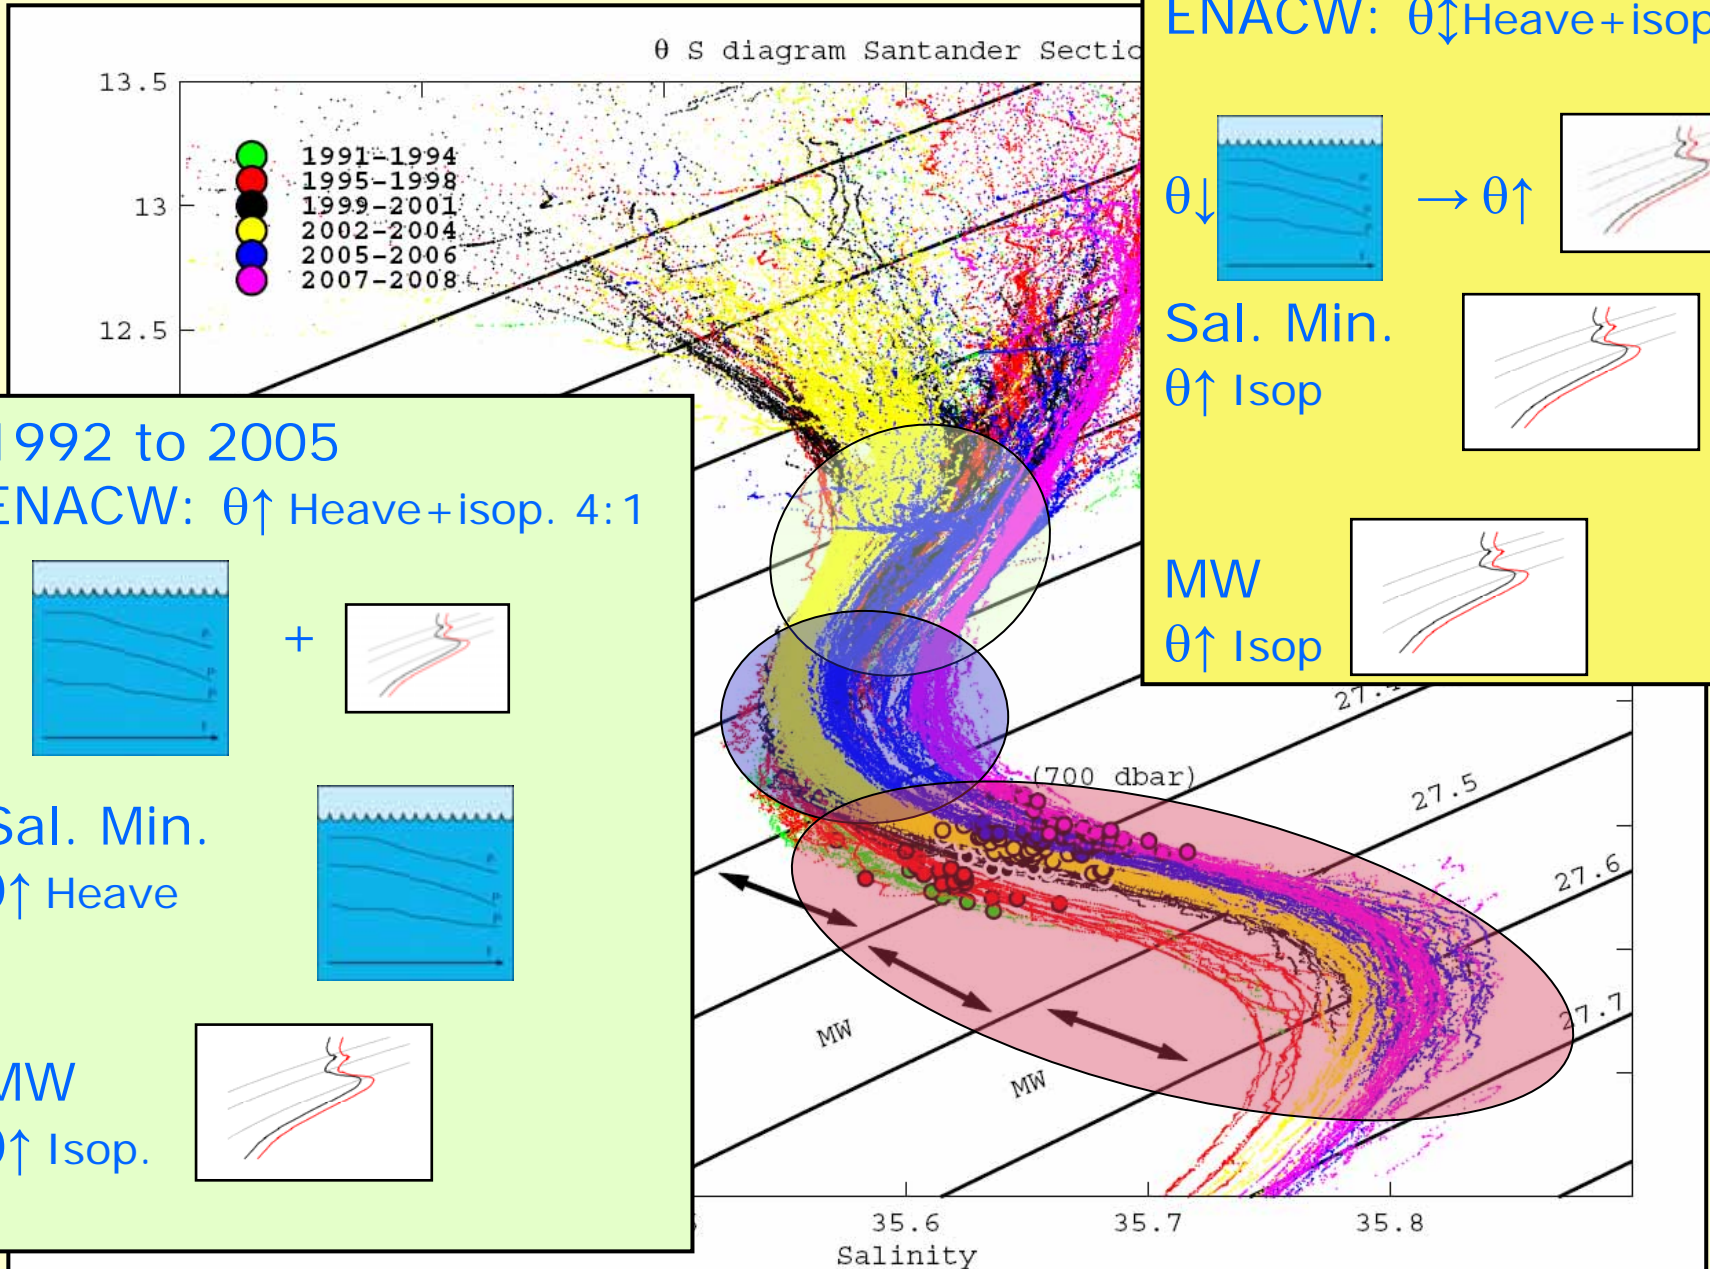 ENACW: θ↕Heave+isop
θ S diagram Santander Sectio
13.5
13
12.5
1991-1994
1995-1998
1999-2001
2002-2004
2005-2006
2007-2008
θ↓ → θ↑
Sal. Min.
θ↑ Isop
MW
θ↑ Isop
1992 to 2005
ENACW: θ↑ Heave+isop. 4:1
+
Sal. Min.
θ↑ Heave
MW
θ↑ Isop.
(700 dbar)
27.5
27.6
27.7
MW
MW
35.6
35.7
35.8
Salinity